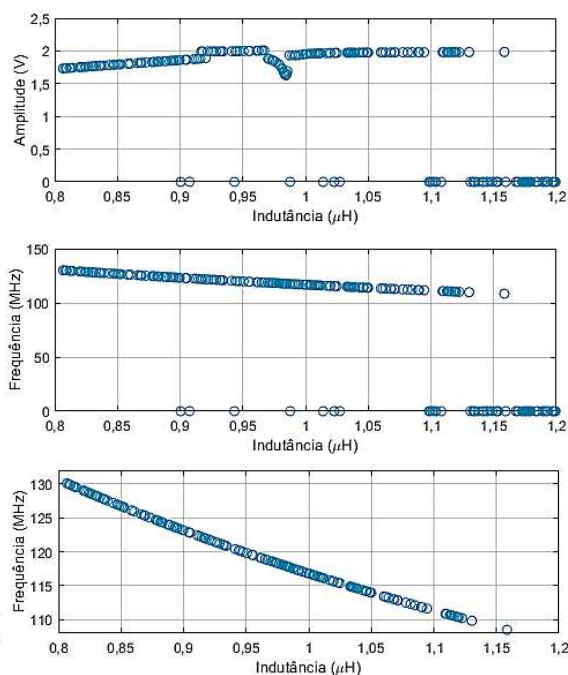 Amplitude (V)
2,5
2
1,5
1
0,5
0
0,8 0,85 0,9 0,95 1 1,05 1,1 1,15 1,2
Indutância (μH)
Frequência (MHz)
150
100
50
0
0,8 0,85 0,9 0,95 1 1,05 1,1 1,15 1,2
Indutância (μH)
Frequência (MHz)
130
125
120
115
110
0,8 0,85 0,9 0,95 1 1,05 1,1 1,15 1,2
Indutância (μH)